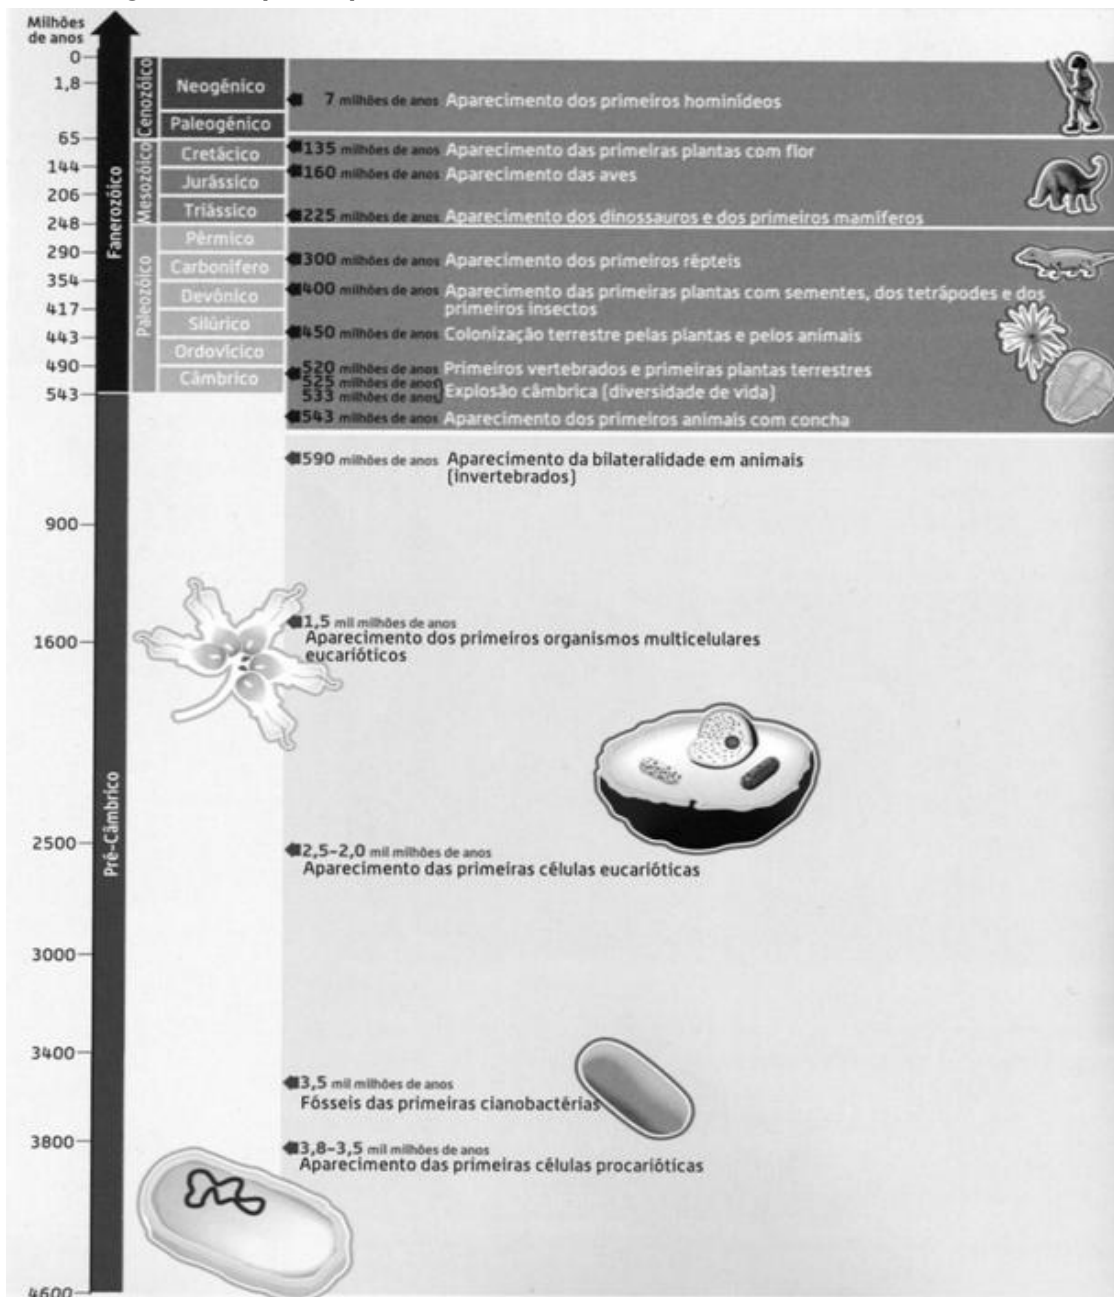 Milhões
de anos
0
1,8
65
144
206
248
290
354
417
443
490
543
900
1600
2500
3000
3400
3800
4600
Fanerozóico
Pré-Câmbrico
Cenozóico
Mesozóico
Paleozóico
Neogénico
Paleogénico
Cretácico
Jurássico
Triássico
Pérmico
Carbonífero
Devónico
Silúrico
Ordovícico
Câmbrico
7 milhões de anos Aparecimento dos primeiros hominídeos
135 milhões de anos Aparecimento das primeiras plantas com flor
160 milhões de anos Aparecimento das aves
225 milhões de anos Aparecimento dos dinossauros e dos primeiros mamíferos
300 milhões de anos Aparecimento dos primeiros répteis
400 milhões de anos Aparecimento das primeiras plantas com sementes, dos tetrápodes e dos
primeiros insectos
450 milhões de anos Colonização terrestre pelas plantas e pelos animais
520 milhões de anos Primeiros vertebrados e primeiras plantas terrestres
525 milhões de anos
533 milhões de anos Explosão câmbrica (diversidade de vida)
543 milhões de anos Aparecimento dos primeiros animais com concha
590 milhões de anos Aparecimento da bilateralidade em animais
(invertebrados)
1,5 mil milhões de anos
Aparecimento dos primeiros organismos multicelulares
eucarióticos
2,5-2,0 mil milhões de anos
Aparecimento das primeiras células eucarióticas
3,5 mil milhões de anos
Fósseis das primeiras cianobactérias
3,8-3,5 mil milhões de anos
Aparecimento das primeiras células procarióticas